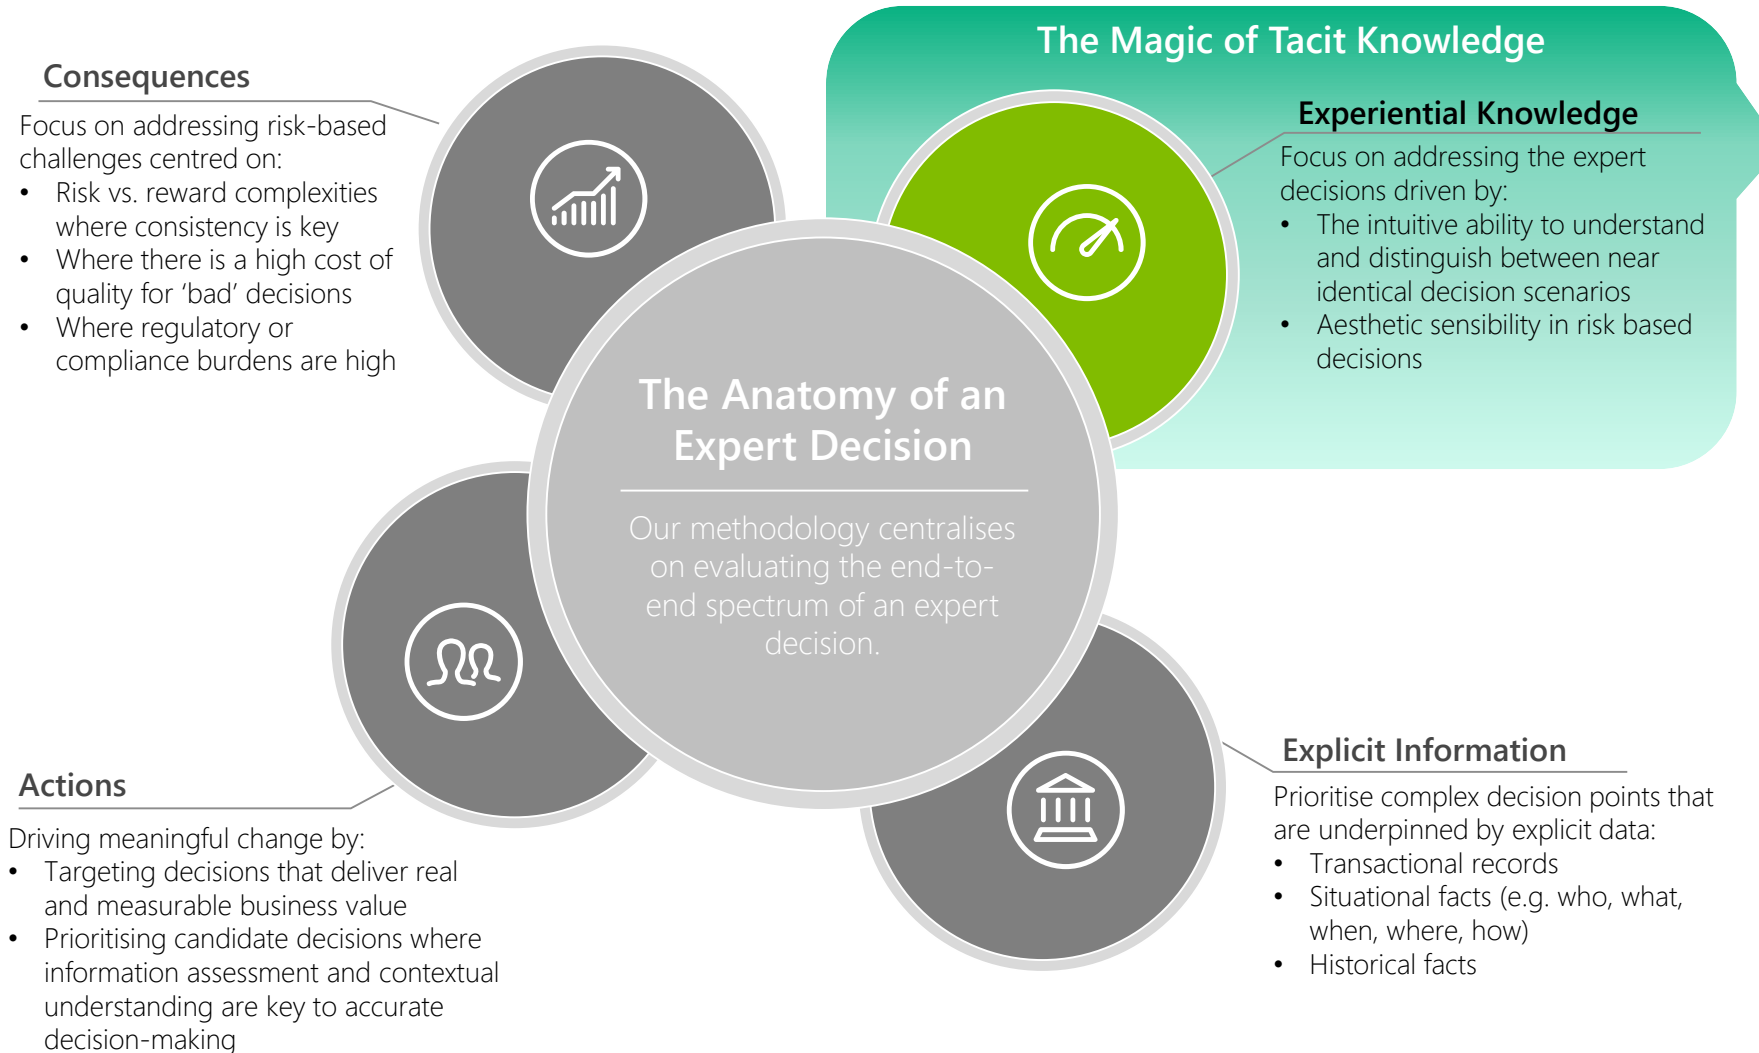 The Magic of Tacit Knowledge
Consequences
Focus on addressing risk-based
challenges centred on:
• Risk vs. reward complexities
where consistency is key
• Where there is a high cost of
quality for ‘bad’ decisions
• Where regulatory or
compliance burdens are high
Experiential Knowledge
Focus on addressing the expert
decisions driven by:
• The intuitive ability to understand
and distinguish between near
identical decision scenarios
• Aesthetic sensibility in risk based
decisions
The Anatomy of an
Expert Decision
Our methodology centralises
on evaluating the end-to-
end spectrum of an expert
decision.
Actions
Driving meaningful change by:
• Targeting decisions that deliver real
and measurable business value
• Prioritising candidate decisions where
information assessment and contextual
understanding are key to accurate
decision-making
Explicit Information
Prioritise complex decision points that
are underpinned by explicit data:
• Transactional records
• Situational facts (e.g. who, what,
when, where, how)
• Historical facts